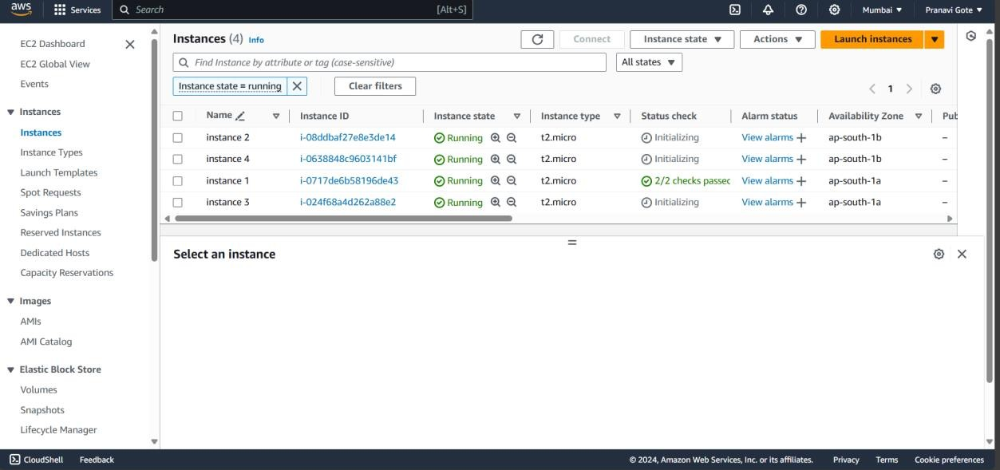 aws Services Search [Alt+S] Mumbai ▼ Pranavi Gote ▼
EC2 Dashboard
EC2 Global View
Events
Instances
Instances
Instance Types
Launch Templates
Spot Requests
Savings Plans
Reserved Instances
Dedicated Hosts
Capacity Reservations
Images
AMIs
AMI Catalog
Elastic Block Store
Volumes
Snapshots
Lifecycle Manager
Instances (4) Info Connect Instance state ▼ Actions ▼ Launch instances ▼
Find Instance by attribute or tag (case-sensitive) All states ▼
Instance state = running Clear filters
1
Name Instance ID Instance state Instance type Status check Alarm status Availability Zone Pub
instance 2 i-08ddbaf27e8e3de14 Running t2.micro Initializing View alarms + ap-south-1b –
instance 4 i-0638848c9603141bf Running t2.micro Initializing View alarms + ap-south-1b –
instance 1 i-0717de6b58196de43 Running t2.micro 2/2 checks passec View alarms + ap-south-1a –
instance 3 i-024f68a4d262a88e2 Running t2.micro Initializing View alarms + ap-south-1a –
Select an instance
CloudShell Feedback © 2024, Amazon Web Services, Inc. or its affiliates. Privacy Terms Cookie preferences